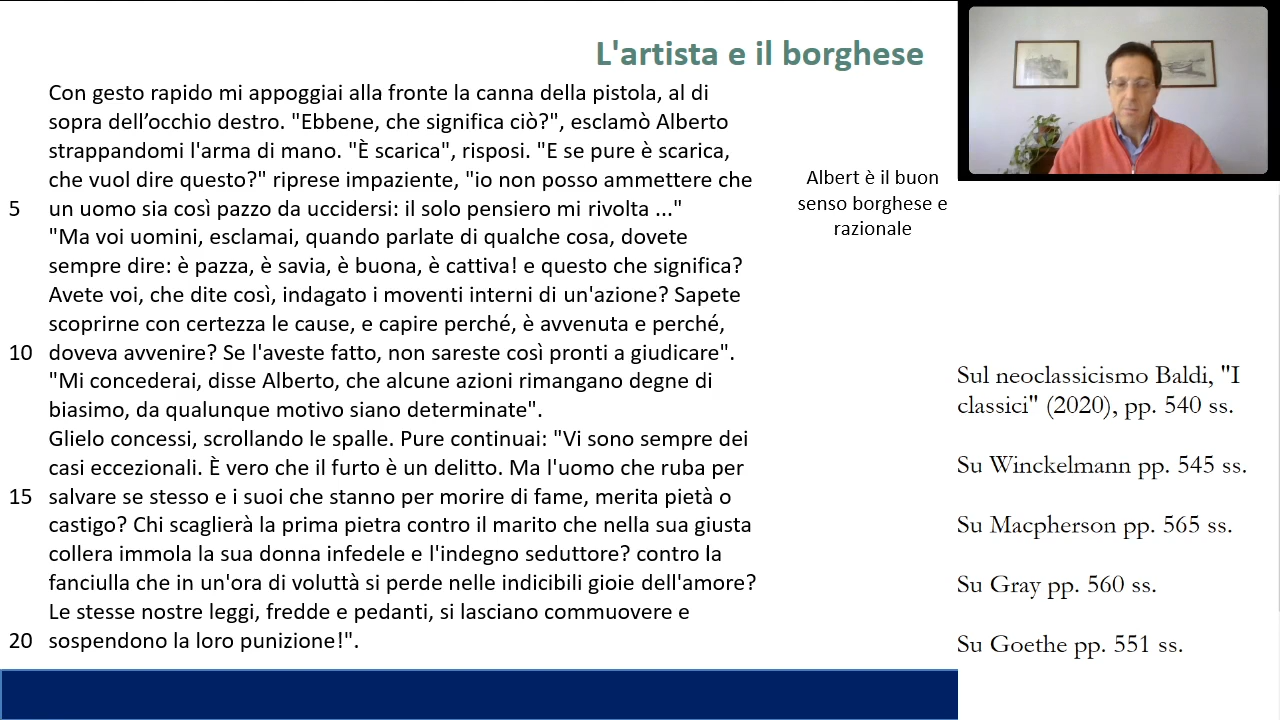 L'artista e il borghese
Con gesto rapido mi appoggiai alla fronte la canna della pistola, al di
sopra dell’occhio destro. "Ebbene, che significa ciò?", esclamò Alberto
strappandomi l'arma di mano. "È scarica", risposi. "E se pure è scarica,
che vuol dire questo?" riprese impaziente, "io non posso ammettere che
5 un uomo sia così pazzo da uccidersi: il solo pensiero mi rivolta ..."
"Ma voi uomini, esclamai, quando parlate di qualche cosa, dovete
sempre dire: è pazza, è savia, è buona, è cattiva! e questo che significa?
Avete voi, che dite così, indagato i moventi interni di un'azione? Sapete
scoprirne con certezza le cause, e capire perché, è avvenuta e perché,
10 doveva avvenire? Se l'aveste fatto, non sareste così pronti a giudicare".
"Mi concederai, disse Alberto, che alcune azioni rimangano degne di
biasimo, da qualunque motivo siano determinate".
Glielo concessi, scrollando le spalle. Pure continuai: "Vi sono sempre dei
casi eccezionali. È vero che il furto è un delitto. Ma l'uomo che ruba per
15 salvare se stesso e i suoi che stanno per morire di fame, merita pietà o
castigo? Chi scaglierà la prima pietra contro il marito che nella sua giusta
collera immola la sua donna infedele e l'indegno seduttore? contro la
fanciulla che in un'ora di voluttà si perde nelle indicibili gioie dell'amore?
Le stesse nostre leggi, fredde e pedanti, si lasciano commuovere e
20 sospendono la loro punizione!".
Albert è il buon
senso borghese e
razionale
Sul neoclassicismo Baldi, "I
classici" (2020), pp. 540 ss.
Su Winckelmann pp. 545 ss.
Su Macpherson pp. 565 ss.
Su Gray pp. 560 ss.
Su Goethe pp. 551 ss.